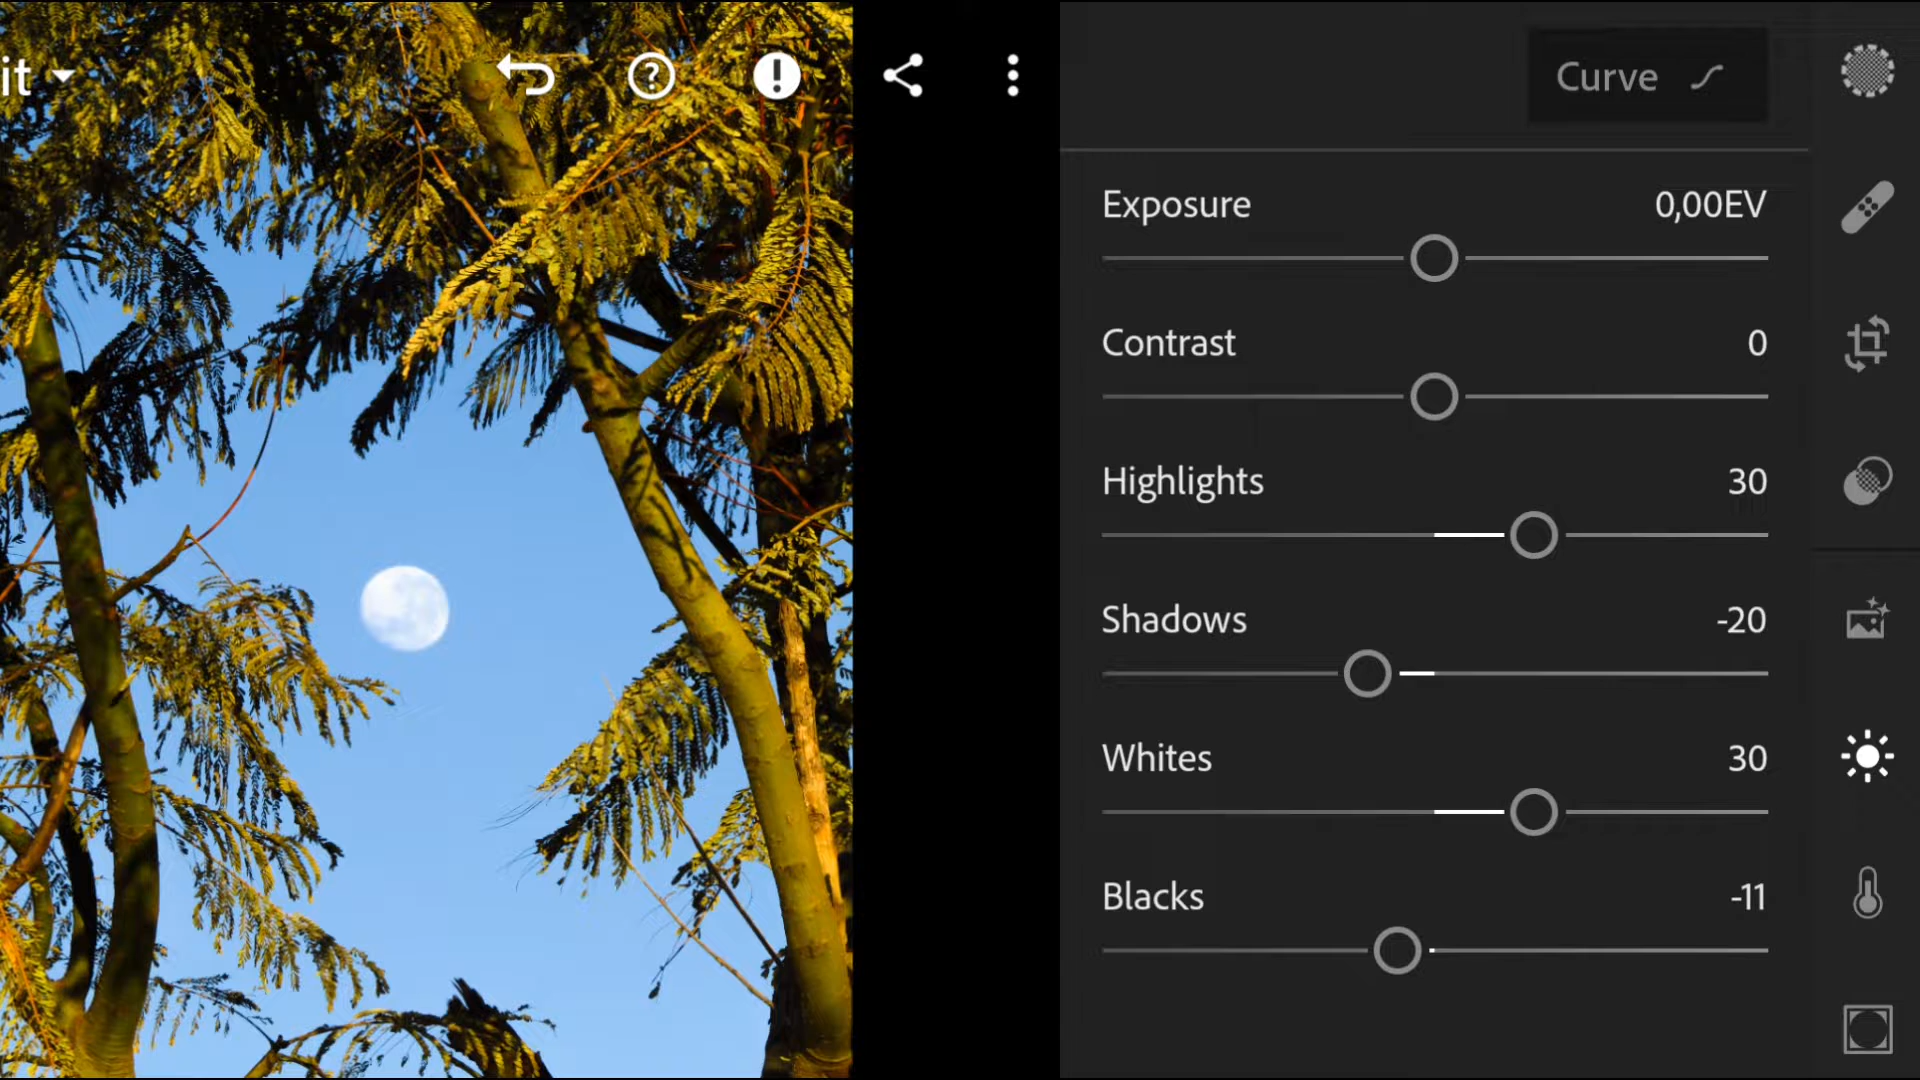 it
Curve
Exposure 0,00EV
Contrast 0
Highlights 30
Shadows -20
Whites 30
Blacks -11